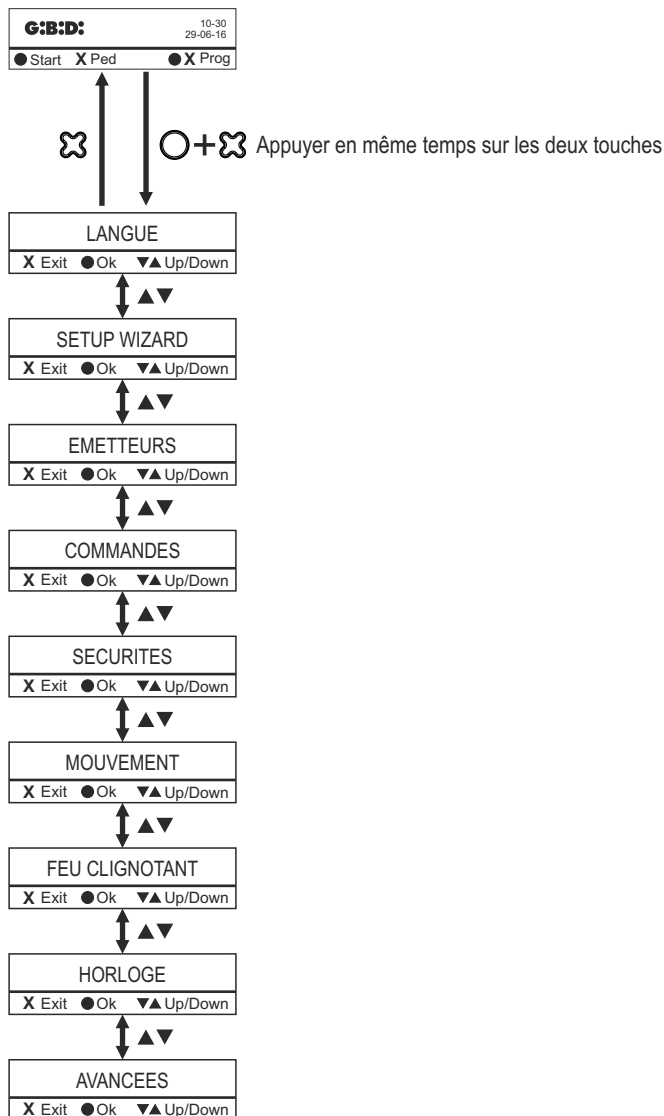 G:B:D: 10-30
29-06-16
● Start X Ped ● X Prog
+ Appuyer en même temps sur les deux touches
LANGUE
X Exit ● Ok ▼▲ Up/Down
▲▼
SETUP WIZARD
X Exit ● Ok ▼▲ Up/Down
▲▼
EMETTEURS
X Exit ● Ok ▼▲ Up/Down
▲▼
COMMANDES
X Exit ● Ok ▼▲ Up/Down
▲▼
SECURITES
X Exit ● Ok ▼▲ Up/Down
▲▼
MOUVEMENT
X Exit ● Ok ▼▲ Up/Down
▲▼
FEU CLIGNOTANT
X Exit ● Ok ▼▲ Up/Down
▲▼
HORLOGE
X Exit ● Ok ▼▲ Up/Down
▲▼
AVANCEES
X Exit ● Ok ▼▲ Up/Down